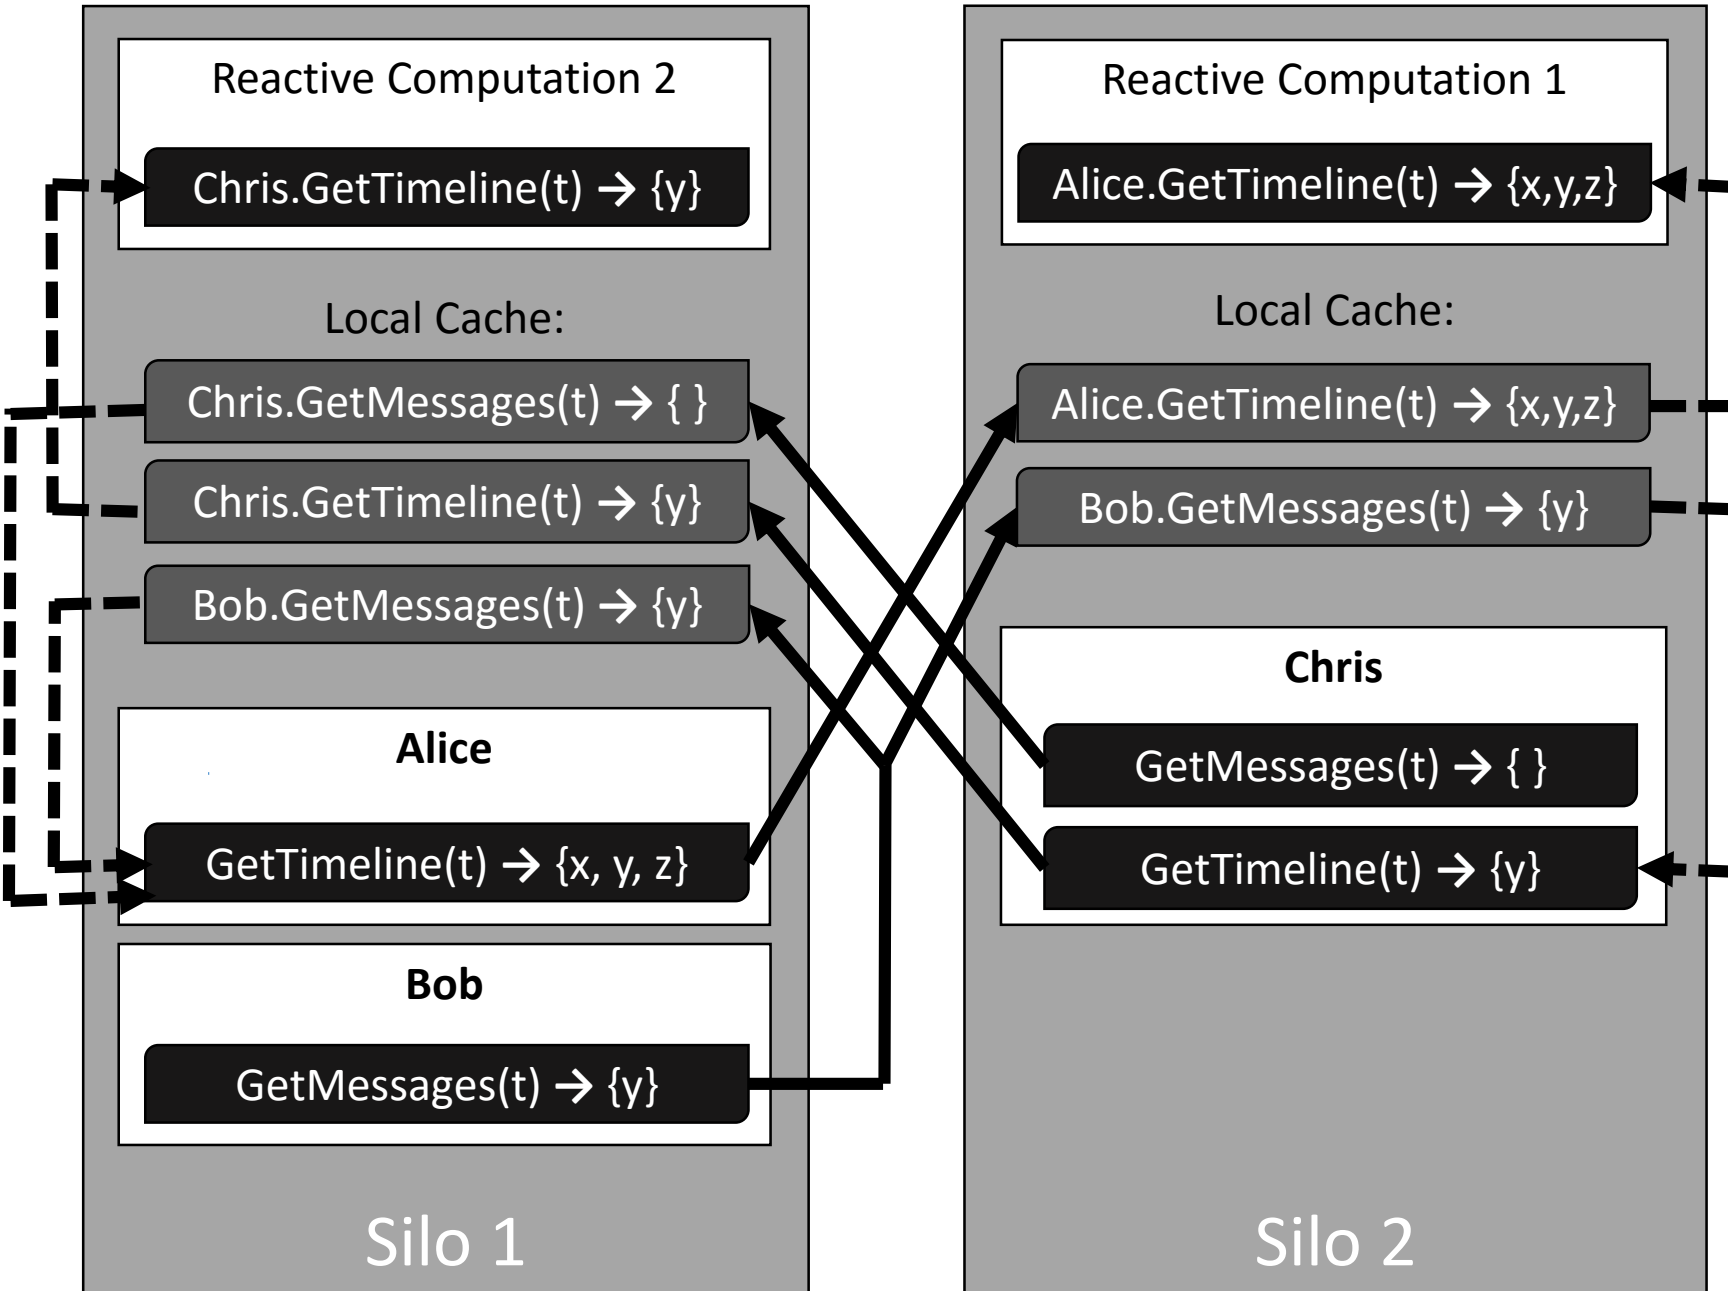 Reactive Computation 2
Chris.GetTimeline(t) → {y}
Local Cache:
Chris.GetMessages(t) → { }
Chris.GetTimeline(t) → {y}
Bob.GetMessages(t) → {y}
Alice
GetTimeline(t) → {x, y, z}
Bob
GetMessages(t) → {y}
Silo 1
Reactive Computation 1
Alice.GetTimeline(t) → {x,y,z}
Local Cache:
Alice.GetTimeline(t) → {x,y,z}
Bob.GetMessages(t) → {y}
Chris
GetMessages(t) → { }
GetTimeline(t) → {y}
Silo 2